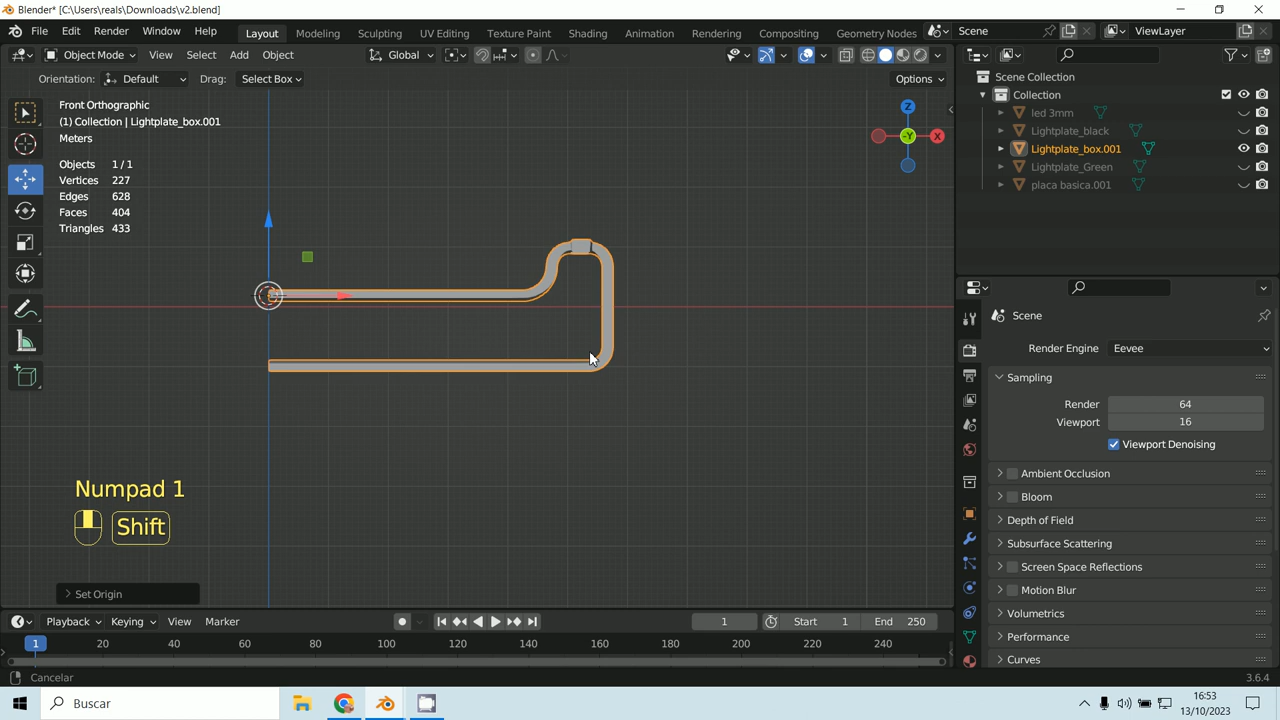 Blender* [C:\Users\reals\Downloads\v2.blend]
File Edit Render Window Help
Layout Modeling Sculpting UV Editing Texture Paint Shading Animation Rendering Compositing Geometry Nodes
Scene ViewLayer
Object Mode View Select Add Object Global
Orientation: Default Drag: Select Box Options
Front Orthographic
(1) Collection | Lightplate_box.001
Meters
Objects 1 / 1
Vertices 227
Edges 628
Faces 404
Triangles 433
Z
-Y
X
Numpad 1
Shift
Set Origin
Scene Collection
Collection
led 3mm
Lightplate_black
Lightplate_box.001
Lightplate_Green
placa basica.001
Scene
Render Engine Eevee
Sampling
Render 64
Viewport 16
Viewport Denoising
Ambient Occlusion
Bloom
Depth of Field
Subsurface Scattering
Screen Space Reflections
Motion Blur
Volumetrics
Performance
Curves
Playback Keying View Marker 1 Start 1 End 250
1 20 40 60 80 100 120 140 160 180 200 220 240
Cancelar 3.6.4
Buscar
16:53
13/10/2023